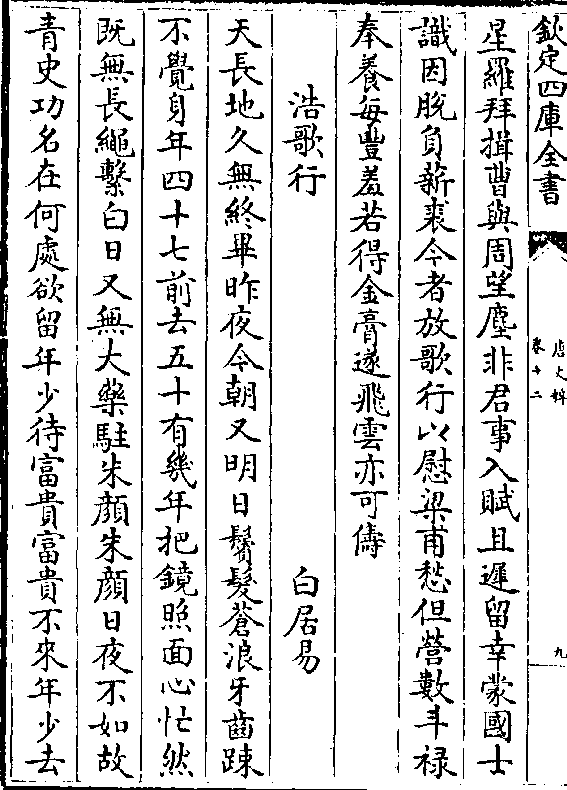 欽定四庫全書
唐文粹
卷十二
九
星羅拜揖曹與周望塵非君事入賦且遲留幸蒙國士
識因脫負薪裘今者放歌行以慰梁甫愁但營數斗禄
奉養每豐羞若得金膏遂飛雲亦可儔
浩歌行 白居易
天長地久無終畢昨夜今朝又明日鬢髮蒼浪牙齒踈
不覺身年四十七前去五十有幾年把鏡照面心忙然
既無長繩繫白日又無大藥駐朱顔朱顔日夜不如故
青史功名在何處欲留年少待富貴富貴不來年少去